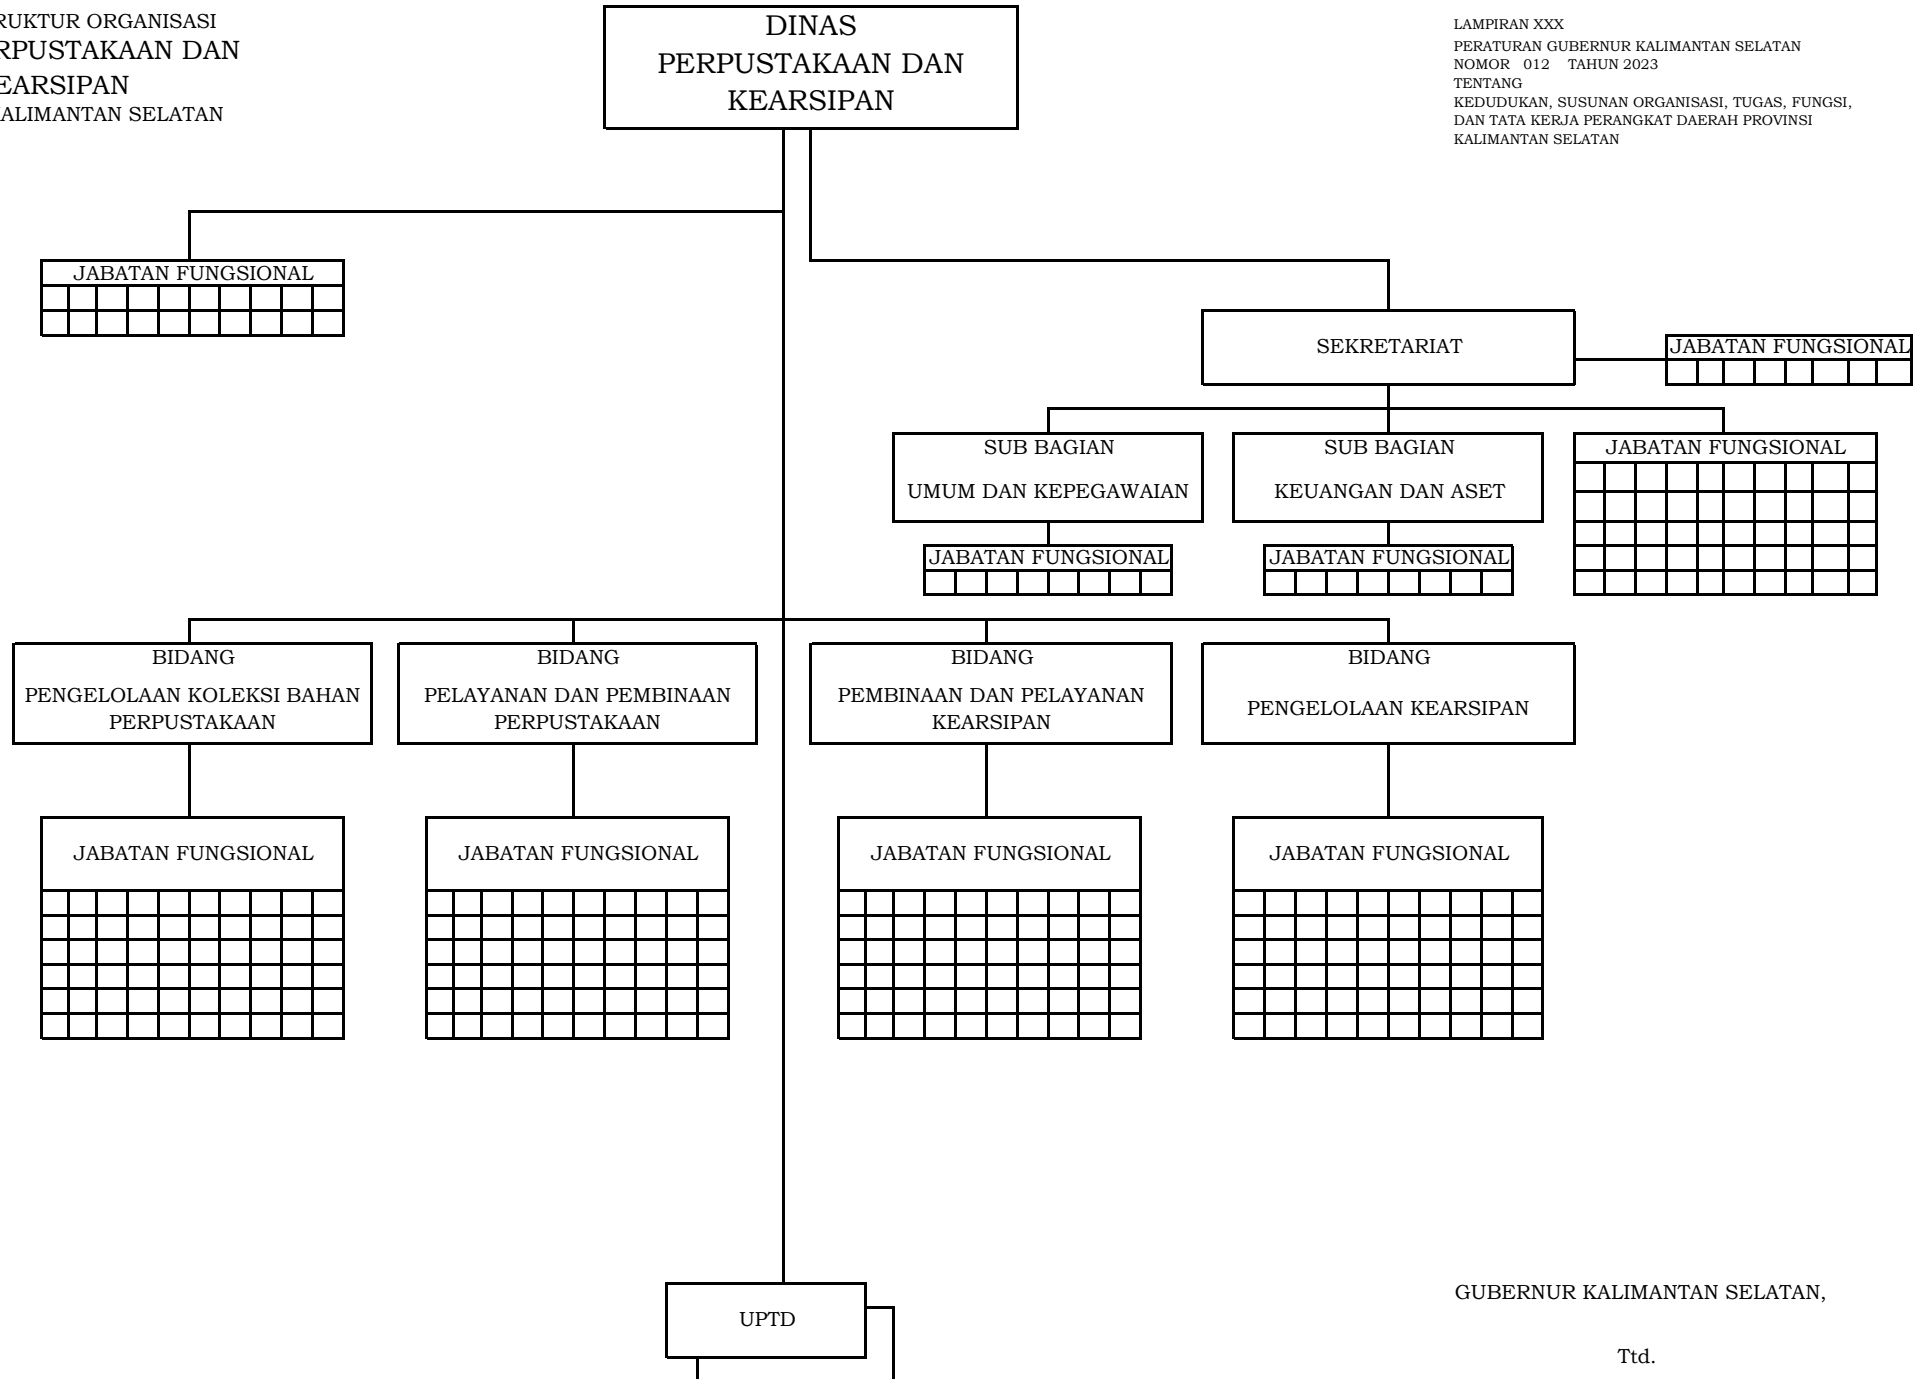 RUKTUR ORGANISASI
RPUSTAKAAN DAN
EARSIPAN
KALIMANTAN SELATAN
DINAS
PERPUSTAKAAN DAN
KEARSIPAN
LAMPIRAN XXX
PERATURAN GUBERNUR KALIMANTAN SELATAN
NOMOR 012 TAHUN 2023
TENTANG
KEDUDUKAN, SUSUNAN ORGANISASI, TUGAS, FUNGSI,
DAN TATA KERJA PERANGKAT DAERAH PROVINSI
KALIMANTAN SELATAN
JABATAN FUNGSIONAL
SEKRETARIAT
JABATAN FUNGSIONAL
SUB BAGIAN
UMUM DAN KEPEGAWAIAN
SUB BAGIAN
KEUANGAN DAN ASET
JABATAN FUNGSIONAL
JABATAN FUNGSIONAL
JABATAN FUNGSIONAL
BIDANG
PENGELOLAAN KOLEKSI BAHAN
PERPUSTAKAAN
BIDANG
PELAYANAN DAN PEMBINAAN
PERPUSTAKAAN
BIDANG
PEMBINAAN DAN PELAYANAN
KEARSIPAN
BIDANG
PENGELOLAAN KEARSIPAN
JABATAN FUNGSIONAL
JABATAN FUNGSIONAL
JABATAN FUNGSIONAL
JABATAN FUNGSIONAL
UPTD
GUBERNUR KALIMANTAN SELATAN,
Ttd.